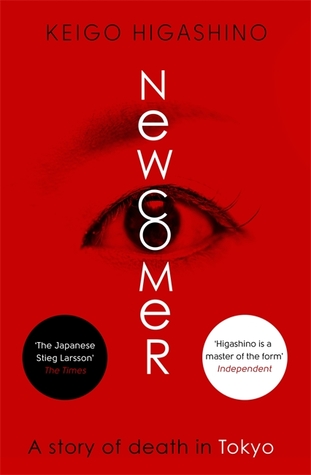 KEIGO HIGASHINO
NewcomeR
'The Japanese
Stieg Larsson'
The Times
'Higashino is a
master of the form'
Independent
A story of death in Tokyo